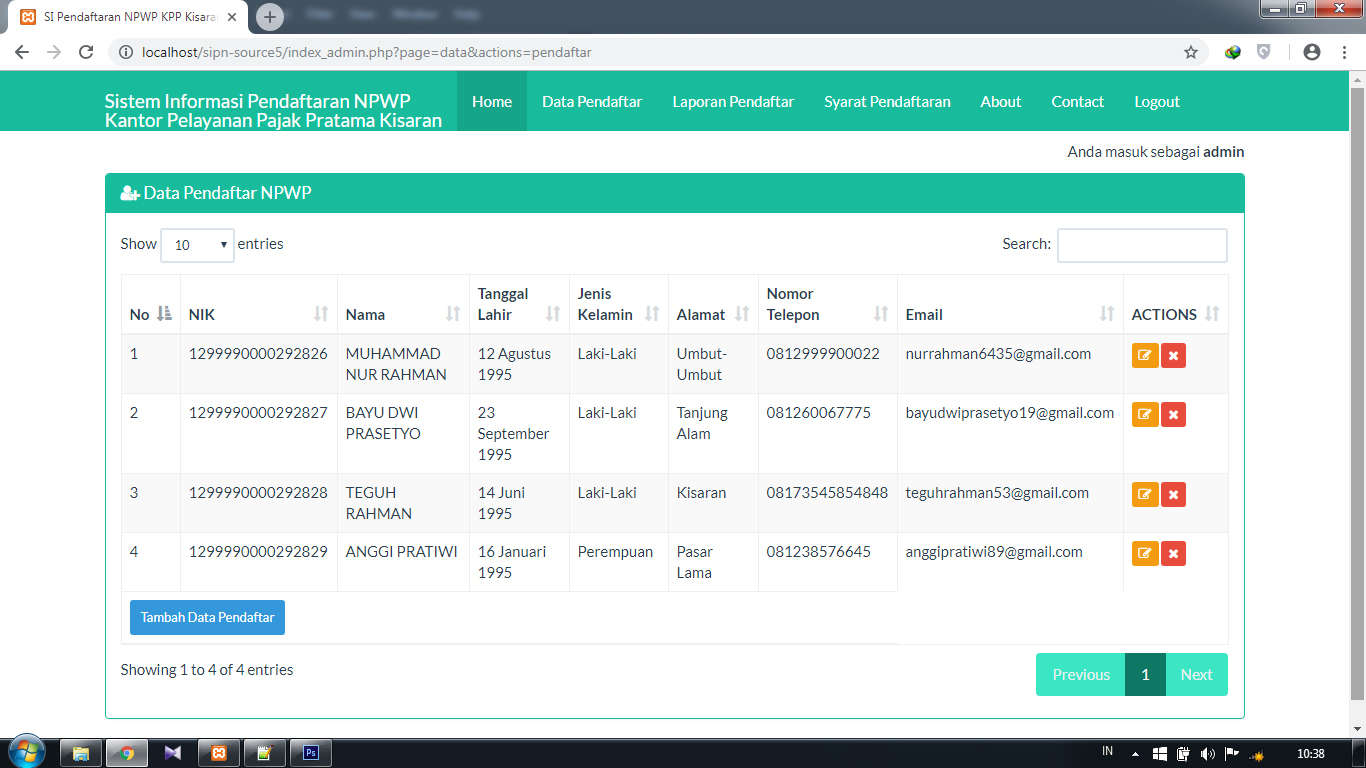 SI Pendaftaran NPWP KPP Kisaran
localhost/sipn-source5/index_admin.php?page=data&actions=pendaftar
Sistem Informasi Pendaftaran NPWP
Kantor Pelayanan Pajak Pratama Kisaran
Home Data Pendaftar Laporan Pendaftar Syarat Pendaftaran About Contact Logout
Anda masuk sebagai admin
Data Pendaftar NPWP
Show 10 entries Search:
No NIK Nama Tanggal Lahir Jenis Kelamin Alamat Nomor Telepon Email ACTIONS
1 1299990000292826 MUHAMMAD NUR RAHMAN 12 Agustus 1995 Laki-Laki Umbut-Umbut 0812999900022 nurrahman6435@gmail.com
2 1299990000292827 BAYU DWI PRASETYO 23 September 1995 Laki-Laki Tanjung Alam 081260067775 bayudwiprasetyo19@gmail.com
3 1299990000292828 TEGUH RAHMAN 14 Juni 1995 Laki-Laki Kisaran 08173545854848 teguhrahman53@gmail.com
4 1299990000292829 ANGGI PRATIWI 16 Januari 1995 Perempuan Pasar Lama 081238576645 anggipratiwi89@gmail.com
Tambah Data Pendaftar
Showing 1 to 4 of 4 entries Previous 1 Next
Ps IN 10:38